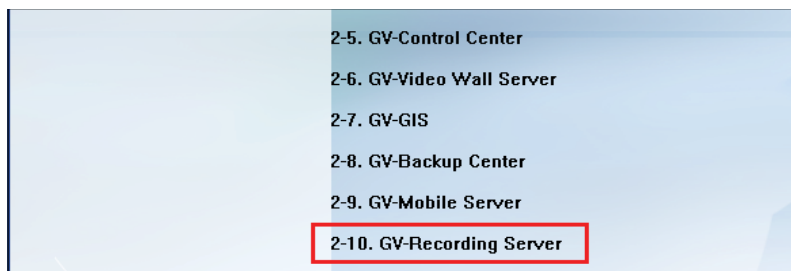 2-5. GV-Control Center
2-6. GV-Video Wall Server
2-7. GV-GIS
2-8. GV-Backup Center
2-9. GV-Mobile Server
2-10. GV-Recording Server